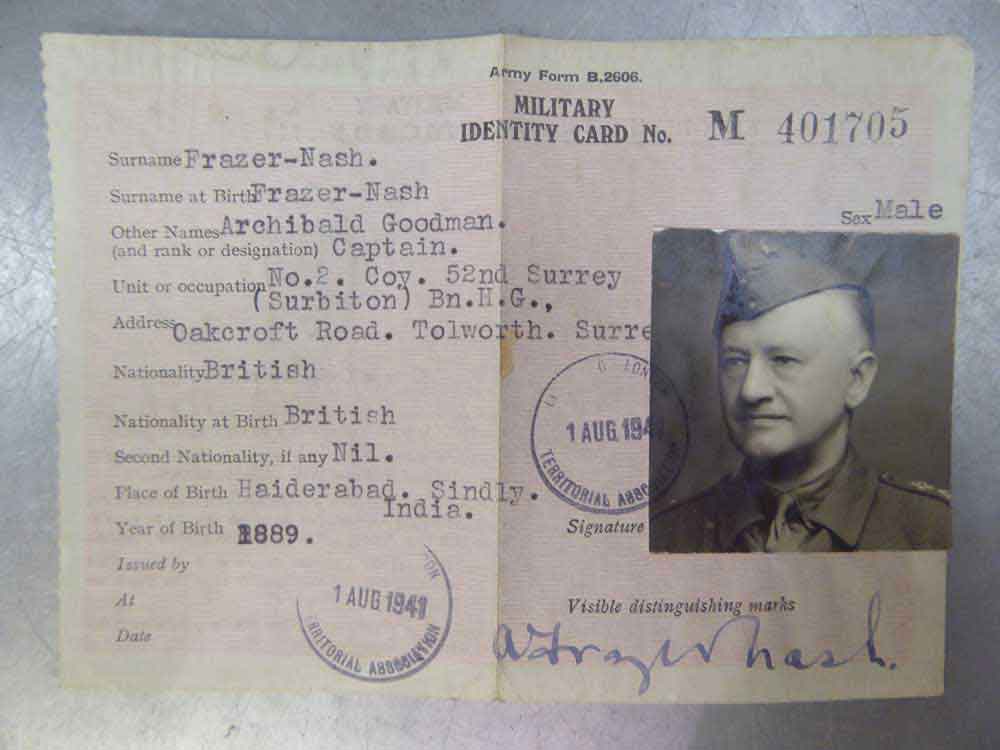 Army Form B.2606.
MILITARY
IDENTITY CARD No. M 401705
Surname Frazer-Nash.
Surname at Birth Frazer-Nash
Sex Male
Other Names Archibald Goodman.
(and rank or designation) Captain.
Unit or occupation No.2. Coy. 52nd Surrey
(Surbiton) Bn.H.G.,
Address Oakcroft Road. Tolworth. Surre
Nationality British
Nationality at Birth British
Second Nationality, if any Nil.
Place of Birth Haiderabad. Sindly.
India.
Year of Birth 1889.
Issued by
At
Date
1 AUG 1941
TERRITORIAL ASSOCIATION
1 AUG 194
TERRITORIAL ASSOCIATION
Signature
Visible distinguishing marks
A Frazer Nash.